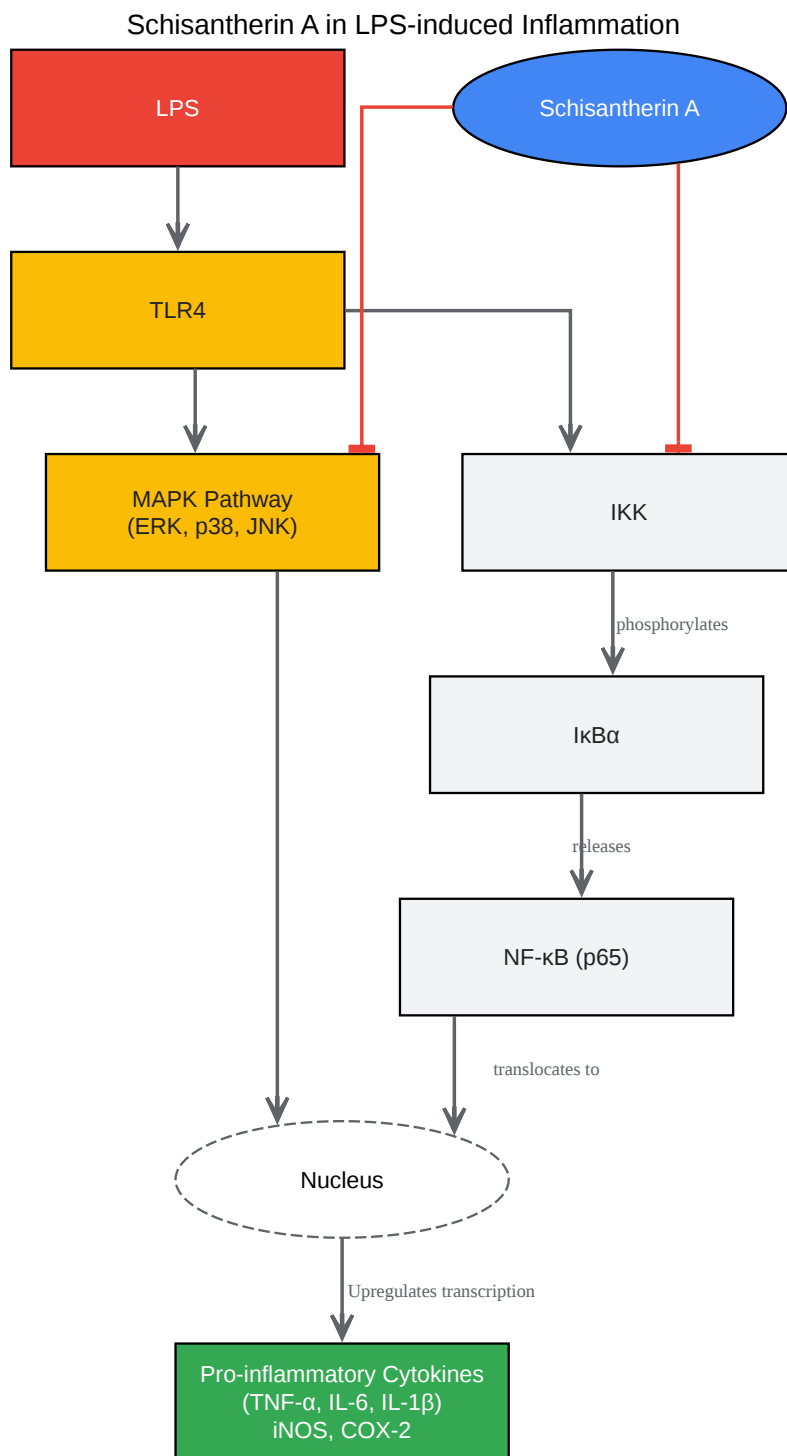 Schisantherin A in LPS-induced Inflammation
LPS
Schisantherin A
TLR4
MAPK Pathway
(ERK, p38, JNK)
IKK
phosphorylates
IκBα
releases
NF-κB (p65)
translocates to
Nucleus
Upregulates transcription
Pro-inflammatory Cytokines
(TNF-α, IL-6, IL-1β)
iNOS, COX-2